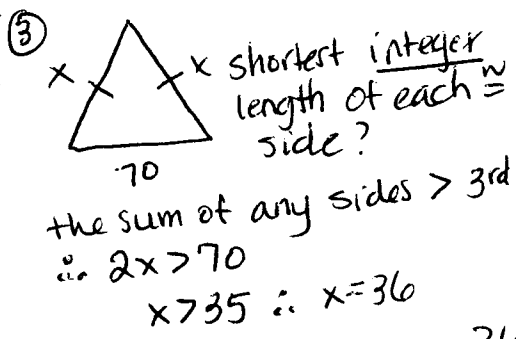 ③
x x shortest integer
length of each ≅
side?
70
the sum of any sides > 3rd
∴ 2x > 70
x > 35 ∴ x = 36